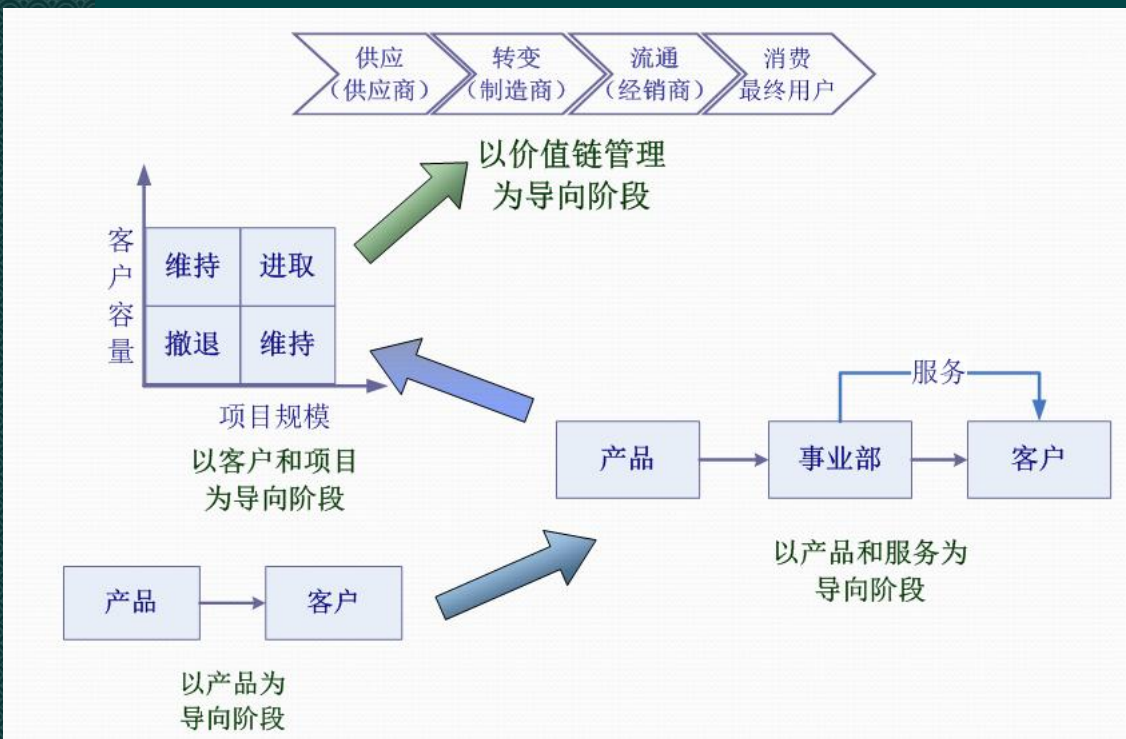 供应
（供应商）
转变
（制造商）
流通
（经销商）
消费
最终用户
以价值链管理
为导向阶段
客户容量
维持
进取
撤退
维持
项目规模
以客户和项目
为导向阶段
服务
产品
事业部
客户
以产品和服务为
导向阶段
产品
客户
以产品为
导向阶段